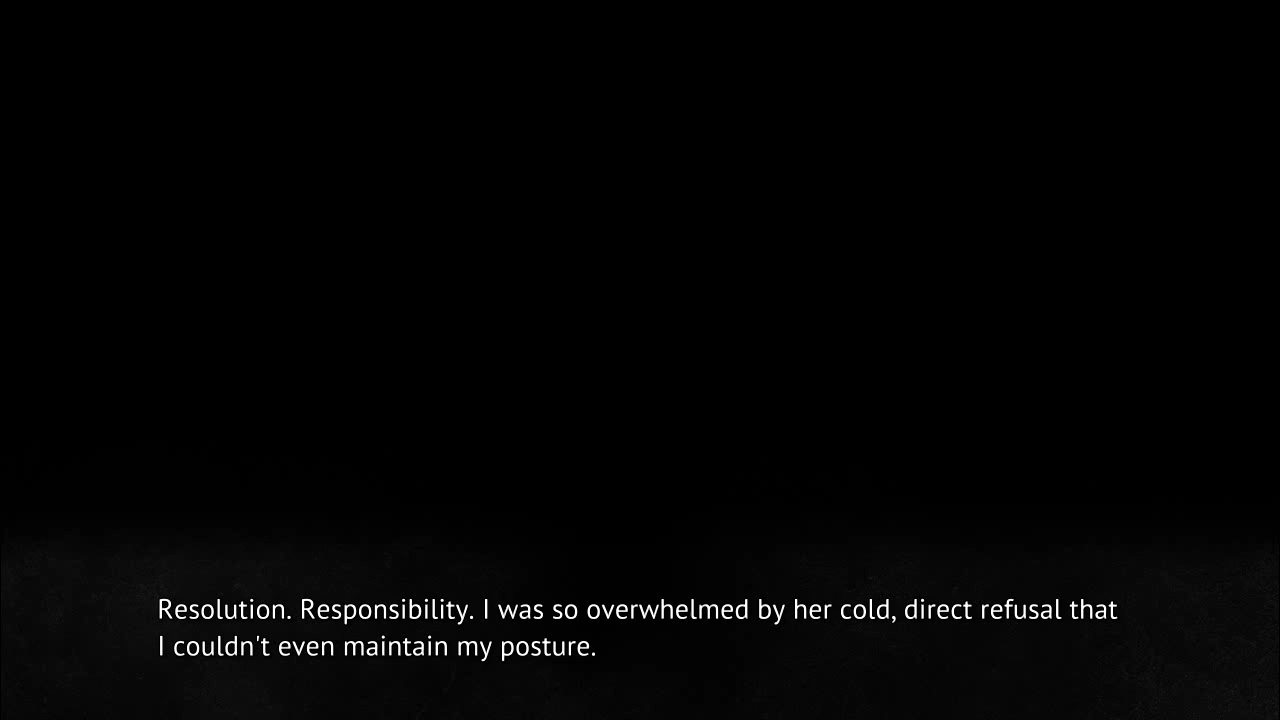 Resolution. Responsibility. I was so overwhelmed by her cold, direct refusal that
I couldn't even maintain my posture.